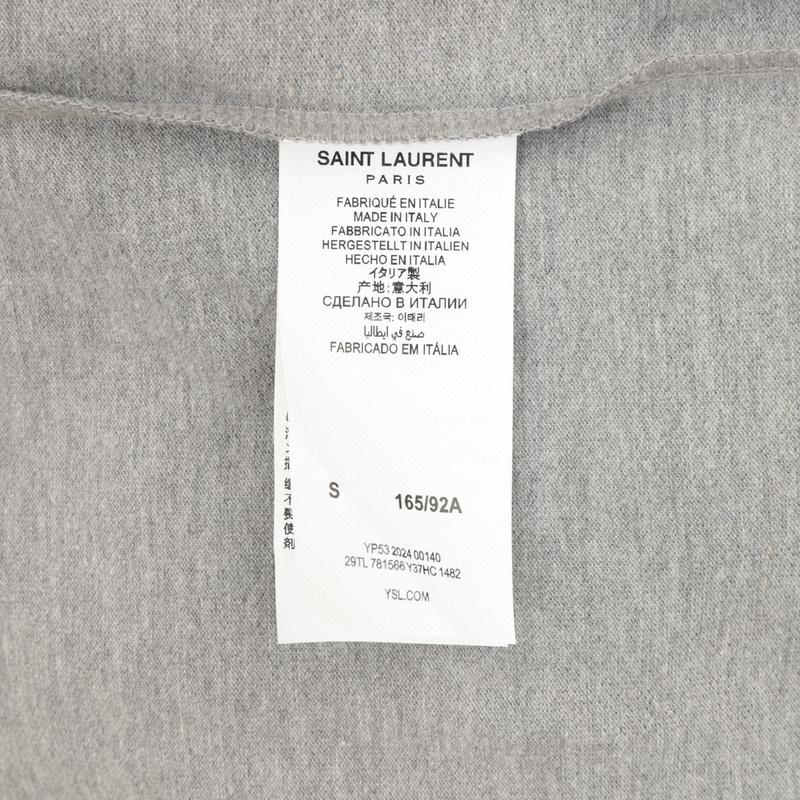 SAINT LAURENT
PARIS
FABRIQUÉ EN ITALIE
MADE IN ITALY
FABBRICATO IN ITALIA
HERGESTELLT IN ITALIEN
HECHO EN ITALIA
イタリア製
产地:意大利
СДЕЛАНО В ИТАЛИИ
제조국: 이태리
صنع في ايطاليا
FABRICADO EM ITÁLIA
S 165/92A
YP53 2024 00140
29TL 781566 Y37HC 1482
YSL.COM